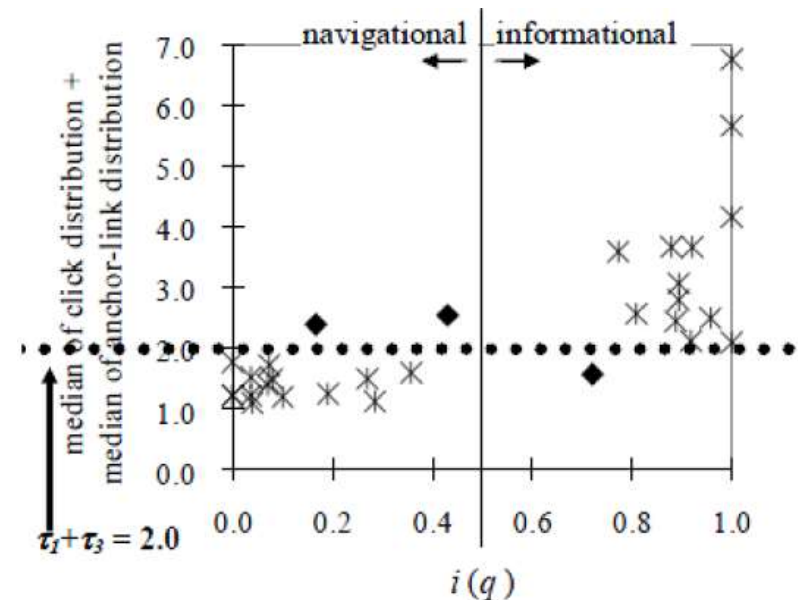 navigational informational
median of click distribution +
median of anchor-link distribution
7.0
6.0
5.0
4.0
3.0
2.0
1.0
0.0
0.0 0.2 0.4 0.6 0.8 1.0
τ1+τ3 = 2.0
i (q)